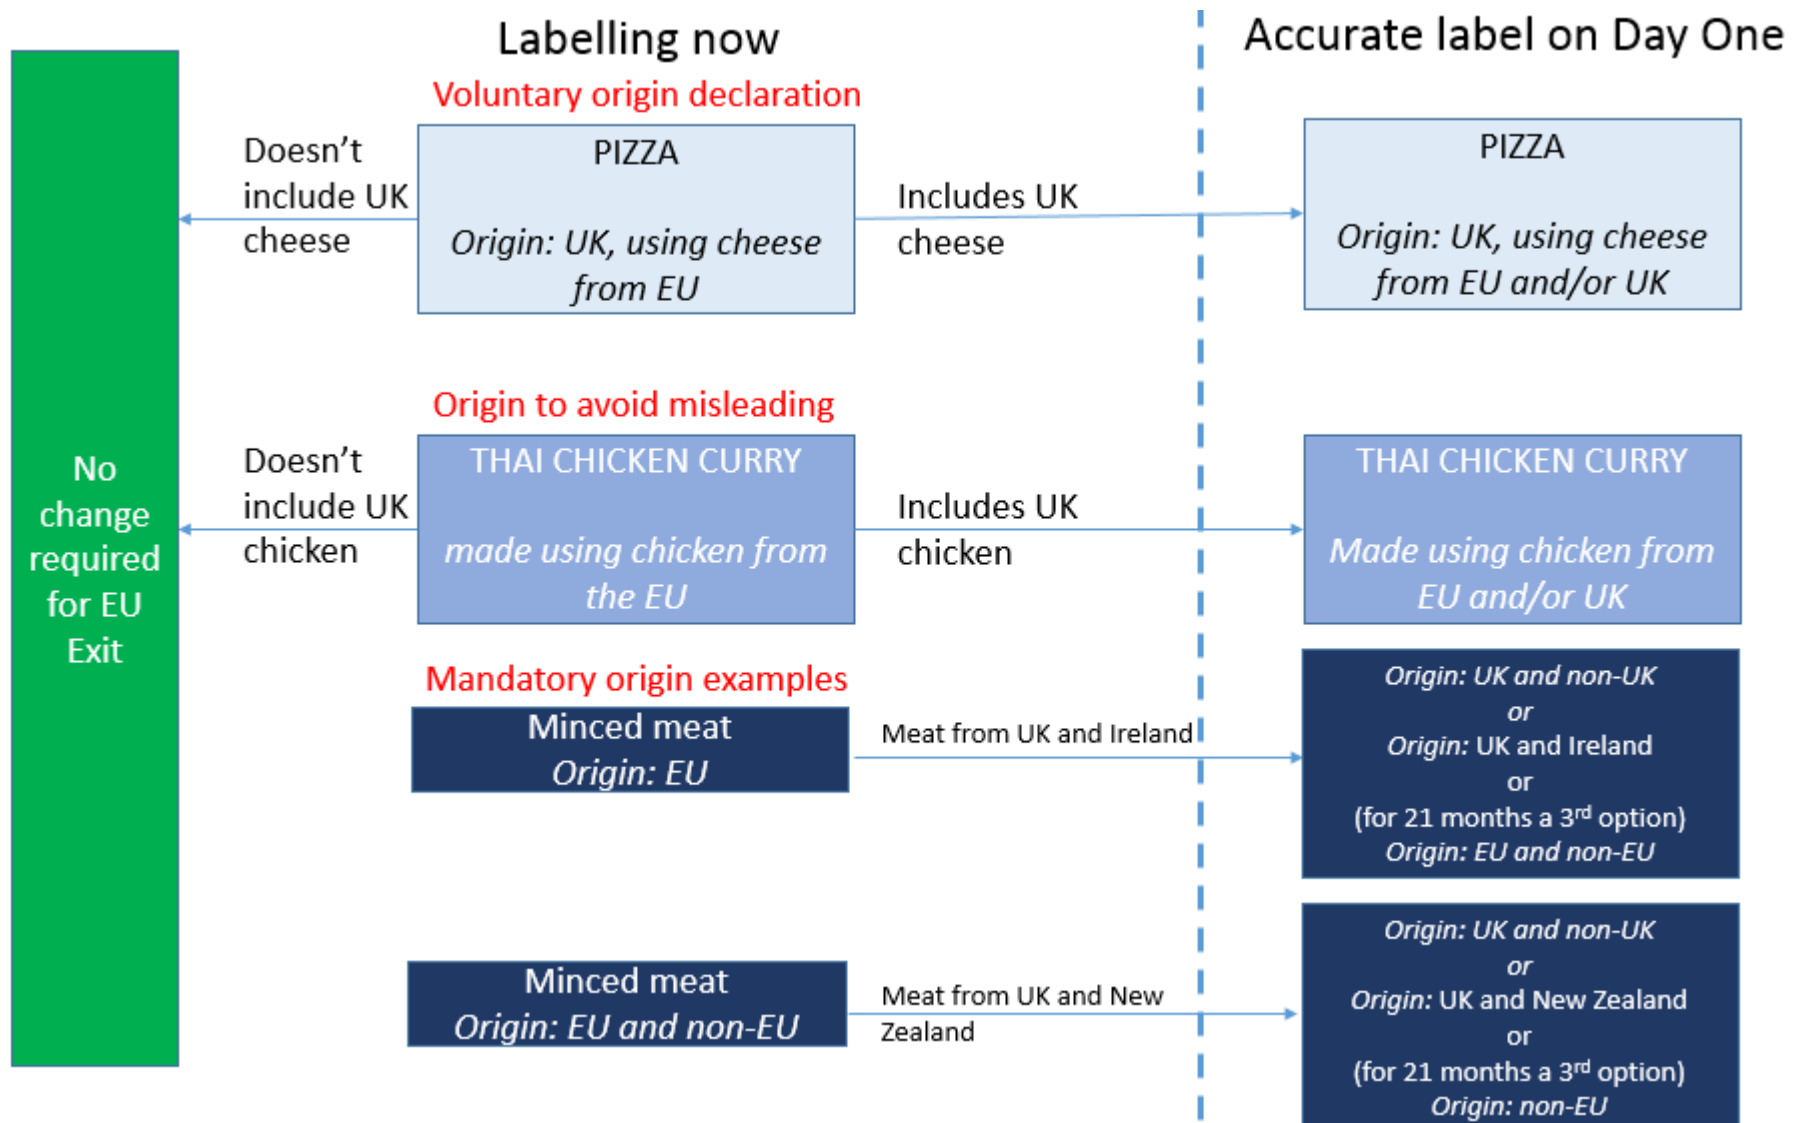 Labelling now
Accurate label on Day One
No
change
required
for EU
Exit
Voluntary origin declaration
Doesn't
include UK
cheese
PIZZA
Origin: UK, using cheese
from EU
Includes UK
cheese
PIZZA
Origin: UK, using cheese
from EU and/or UK
Origin to avoid misleading
Doesn't
include UK
chicken
THAI CHICKEN CURRY
made using chicken from
the EU
Includes UK
chicken
THAI CHICKEN CURRY
Made using chicken from
EU and/or UK
Mandatory origin examples
Minced meat
Origin: EU
Meat from UK and Ireland
Origin: UK and non-UK
or
Origin: UK and Ireland
or
(for 21 months a 3rd option)
Origin: EU and non-EU
Minced meat
Origin: EU and non-EU
Meat from UK and New
Zealand
Origin: UK and non-UK
or
Origin: UK and New Zealand
or
(for 21 months a 3rd option)
Origin: non-EU